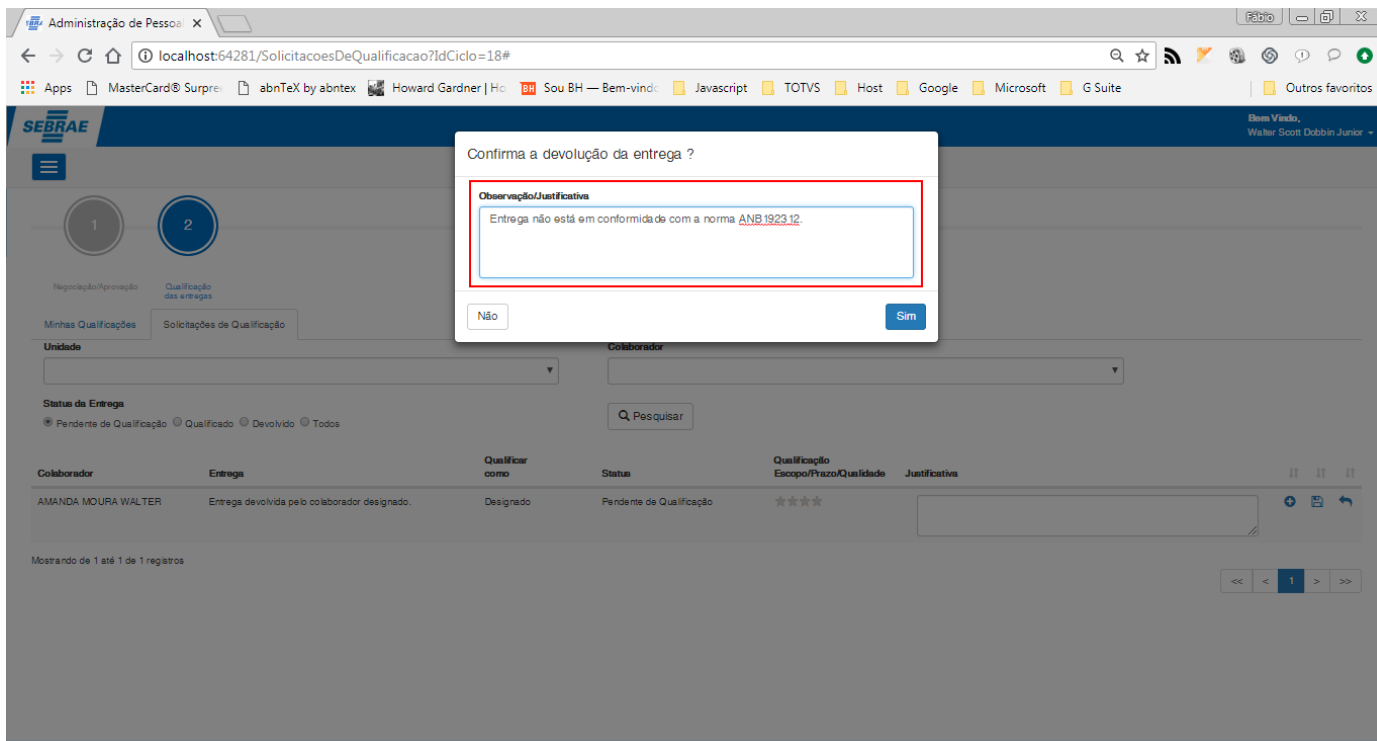 Administração de Pessoal
Fábio
localhost:64281/SolicitacoesDeQualificacao?IdCiclo=18#
Apps MasterCard® Surpre abnTeX by abntex Howard Gardner | Ho BH Sou BH — Bem-vindo Javascript TOTVS Host Google Microsoft G Suite Outros favoritos
SEBRAE
Bem Vindo,
Walter Scott Dobbin Junior
Confirma a devolução da entrega ?
Observação/Justificativa
Entrega não está em conformidade com a norma ANB192312.
Não Sim
1 2
Negociação/Aprovação Qualificação
das entregas
Minhas Qualificações Solicitações de Qualificação
Unidade Colaborador
Status da Entrega
Pendente de Qualificação Qualificado Devolvido Todos
Pesquisar
Colaborador Entrega Qualificar
como Status Qualificação
Escopo/Prazo/Qualidade Justificativa
AMANDA MOURA WALTER Entrega devolvida pelo colaborador designado. Designado Pendente de Qualificação
Mostrando de 1 até 1 de 1 registros
<< < 1 > >>